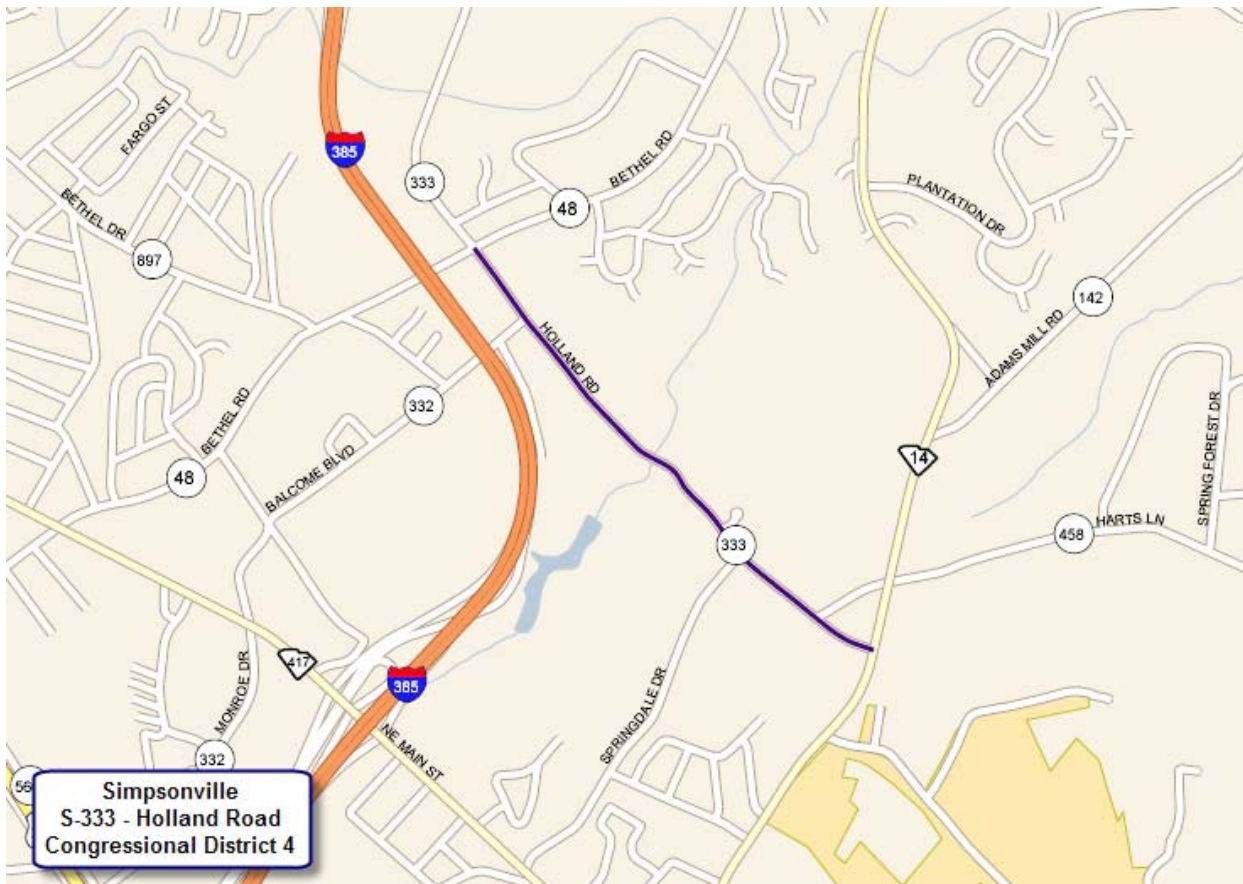 FARGO ST
385
333
BETHEL RD
48
PLANTATION DR
BETHEL DR
897
142
ADAMS MILL RD
HOLLAND RD
332
BETHEL RD
SPRING FOREST DR
14
BALCOME BLVD
48
HARTS LN
458
333
417
385
MONROE DR
SPRINGDALE DR
NE MAIN ST
332
Simpsonville
S-333 - Holland Road
Congressional District 4